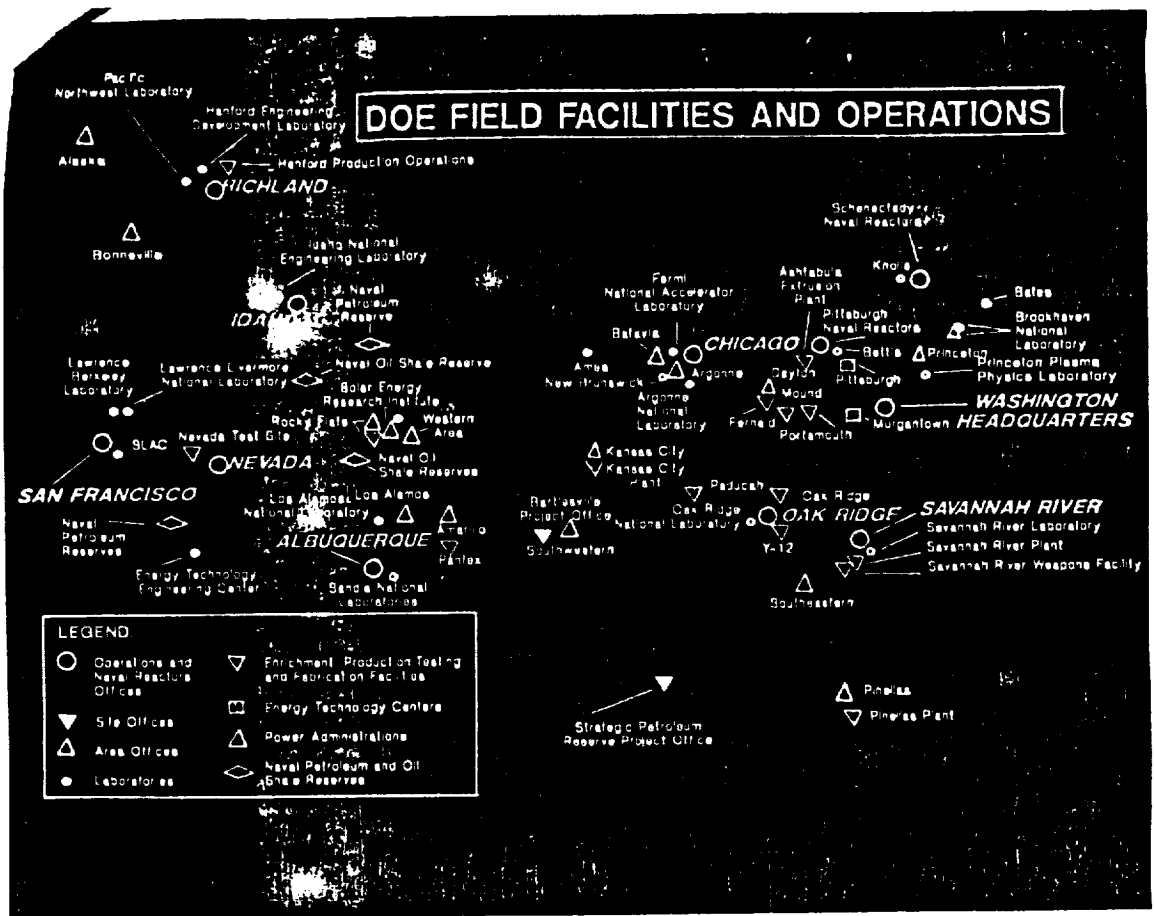 DOE FIELD FACILITIES AND OPERATIONS
Pacific
Northwest Laboratory
Hanford Engineering
Development Laboratory
Alaska
Hanford Production Operations
RICHLAND
Bonneville
Idaho National
Engineering Laboratory
Naval
Petroleum
Reserve
Naval Oil Shale Reserve
Lawrence
Berkeley
Laboratory
Lawrence Livermore
National Laboratory
Solar Energy
Research Institute
Rocky Flats
Western
Area
SLAC
Nevada Test Site
NEVADA
Naval Oil
Shale Reserves
SAN FRANCISCO
Los Alamos
National Laboratory
Los Alamos
Naval
Petroleum
Reserves
ALBUQUERQUE
Amarillo
Pantex
Energy Technology
Engineering Center
Sandia National
Laboratories
Schenectady
Naval Reactors
Knolls
Fermi
National Accelerator
Laboratory
Ashtabula
Extrusion
Plant
Pittsburgh
Naval Reactors
Bates
Brookhaven
National
Laboratory
Batavia
CHICAGO
Ames
New Brunswick
Argonne
Argonne
National
Laboratory
Dayton
Bettis
Pittsburgh
Princeton
Princeton Plasma
Physics Laboratory
Mound
Fernald
Portsmouth
Morgantown
WASHINGTON
HEADQUARTERS
Kansas City
Kansas City
Plant
Paducah
Oak Ridge
Bartlesville
Project Office
Southwestern
Oak Ridge
National Laboratory
OAK RIDGE
Y-12
SAVANNAH RIVER
Savannah River Laboratory
Savannah River Plant
Savannah River Weapons Facility
Southeastern
Strategic Petroleum
Reserve Project Office
Pinellas
Pinellas Plant
LEGEND
Operations and
Naval Reactors
Offices
Site Offices
Area Offices
Laboratories
Enrichment, Production Testing
and Fabrication Facilities
Energy Technology Centers
Power Administrations
Naval Petroleum and Oil
Shale Reserves